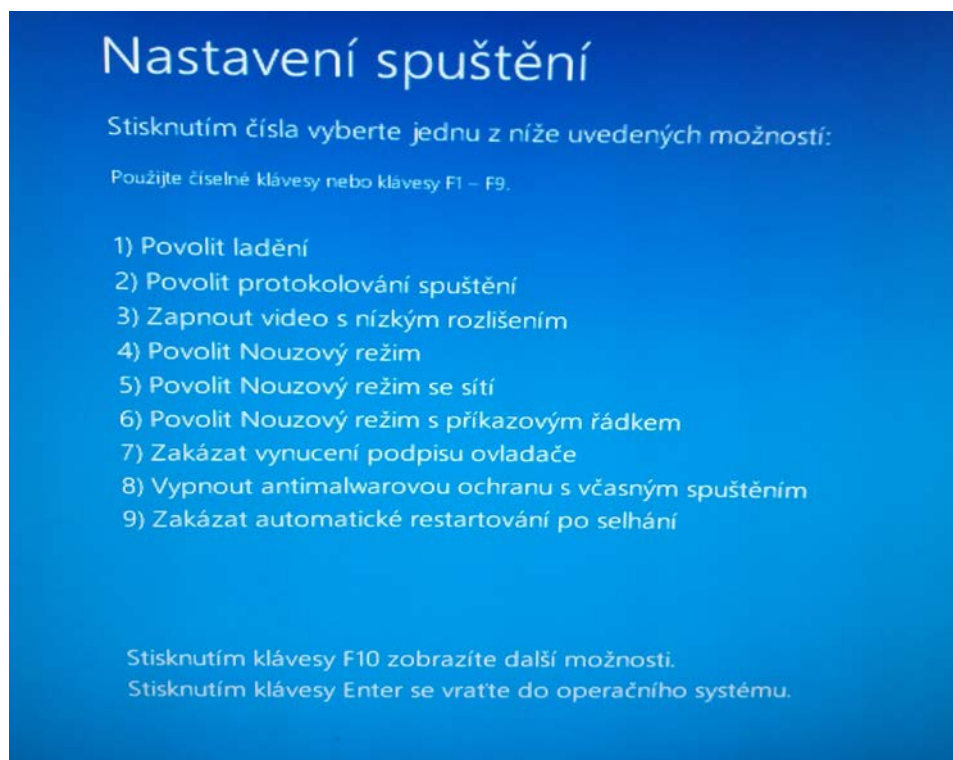 Nastavení spuštění
Stisknutím čísla vyberte jednu z níže uvedených možností:
Použijte číselné klávesy nebo klávesy F1 – F9.
1) Povolit ladění
2) Povolit protokolování spuštění
3) Zapnout video s nízkým rozlišením
4) Povolit Nouzový režim
5) Povolit Nouzový režim se sítí
6) Povolit Nouzový režim s příkazovým řádkem
7) Zakázat vynucení podpisu ovladače
8) Vypnout antimalwarovou ochranu s včasným spuštěním
9) Zakázat automatické restartování po selhání
Stisknutím klávesy F10 zobrazíte další možnosti.
Stisknutím klávesy Enter se vraťte do operačního systému.